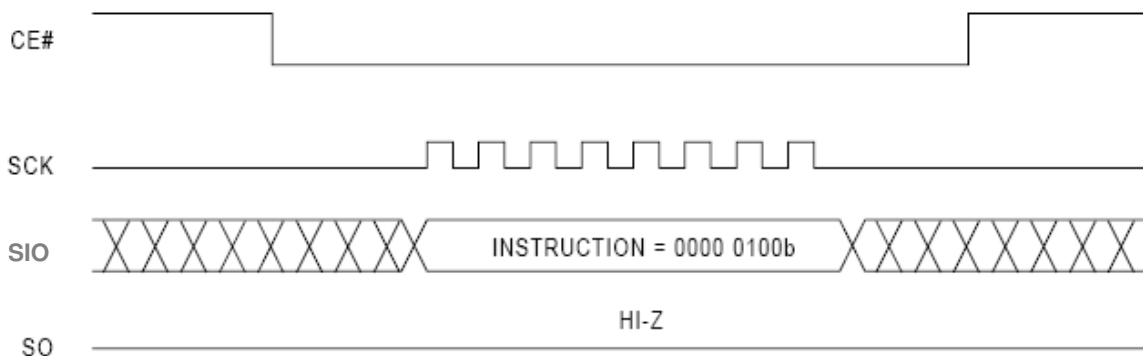 CE#
SCK
SIO
INSTRUCTION = 0000 0100b
HI-Z
SO